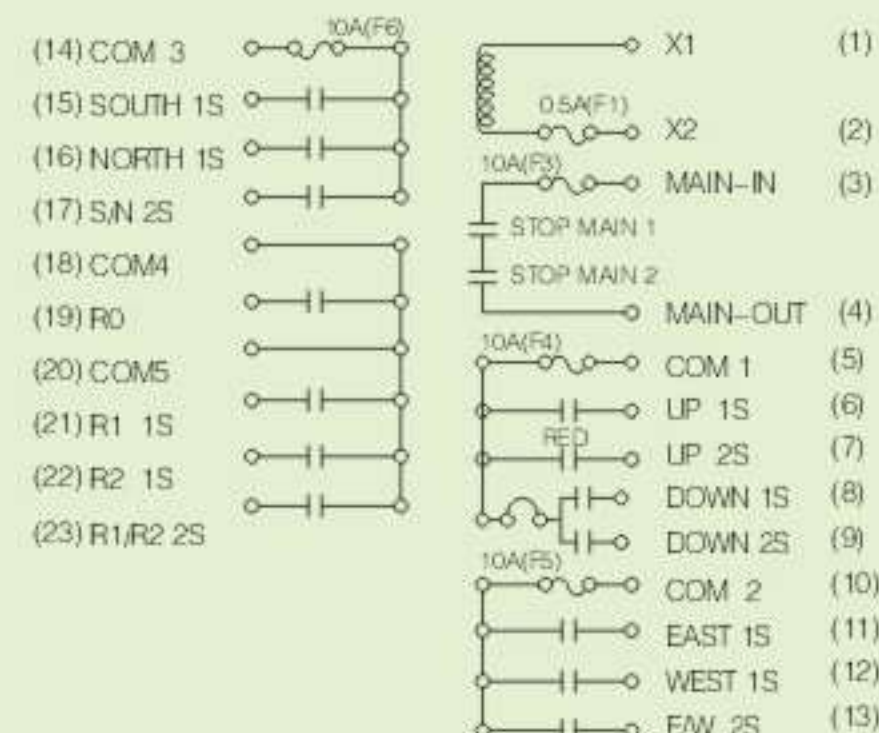 10A(F6)
(14) COM 3
(15) SOUTH 1S
(16) NORTH 1S
(17) S/N 2S
(18) COM4
(19) R0
(20) COM5
(21) R1 1S
(22) R2 1S
(23) R1/R2 2S
X1 (1)
0.5A(F1)
X2 (2)
10A(F3)
MAIN-IN (3)
STOP MAIN 1
STOP MAIN 2
MAIN-OUT (4)
10A(F4)
COM 1 (5)
UP 1S (6)
RED
UP 2S (7)
DOWN 1S (8)
DOWN 2S (9)
10A(F5)
COM 2 (10)
EAST 1S (11)
WEST 1S (12)
E/W 2S (13)